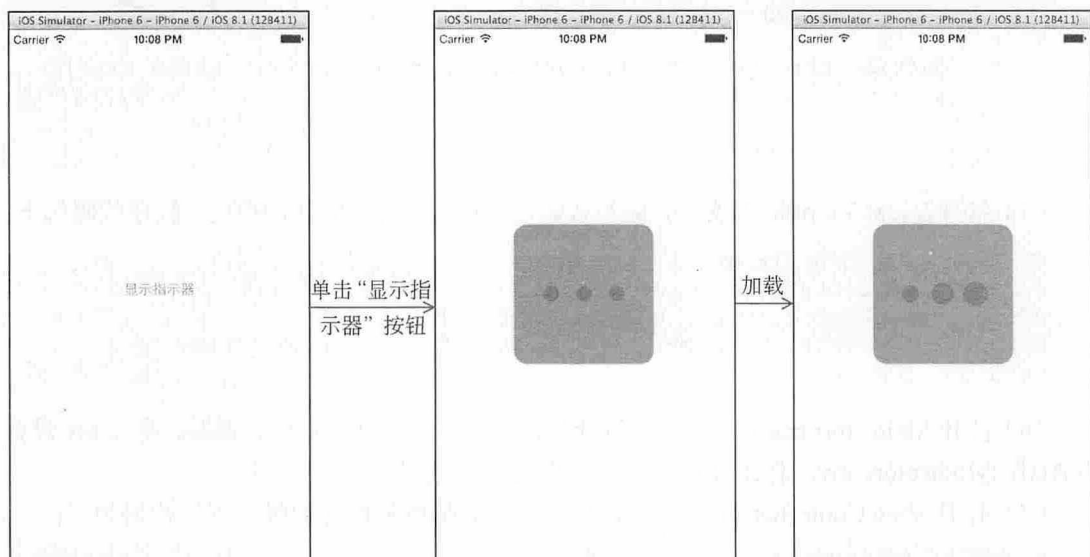 iOS Simulator - iPhone 6 - iPhone 6 / iOS 8.1 (12B411)
Carrier 10:08 PM
显示指示器
单击“显示指
示器”按钮
iOS Simulator - iPhone 6 - iPhone 6 / iOS 8.1 (12B411)
Carrier 10:08 PM
加载
iOS Simulator - iPhone 6 - iPhone 6 / iOS 8.1 (12B411)
Carrier 10:08 PM